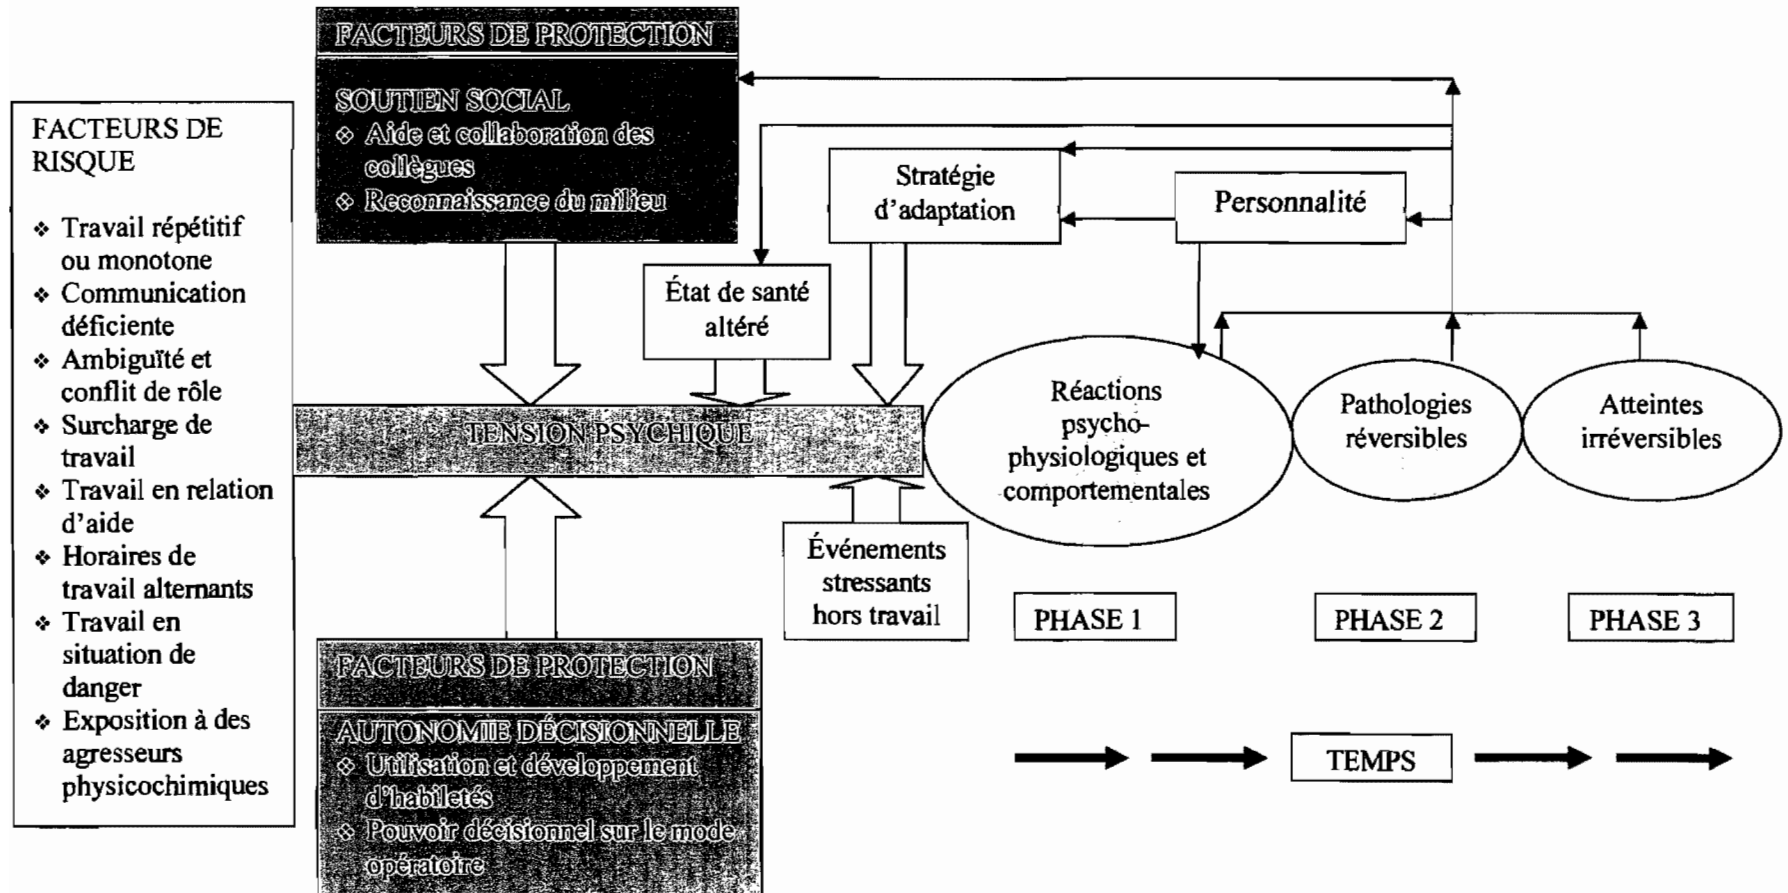 FACTEURS DE
RISQUE
❖ Travail répétitif
ou monotone
❖ Communication
déficiente
❖ Ambiguïté et
conflit de rôle
❖ Surcharge de
travail
❖ Travail en relation
d'aide
❖ Horaires de
travail alternants
❖ Travail en
situation de
danger
❖ Exposition à des
agresseurs
physicochimiques
FACTEURS DE PROTECTION
SOUTIEN SOCIAL
❖ Aide et collaboration des
collègues
❖ Reconnaissance du milieu
État de santé
altéré
Stratégie
d'adaptation
Personnalité
TENSION PSYCHIQUE
Réactions
psycho-
physiologiques et
comportementales
Pathologies
réversibles
Atteintes
irréversibles
Événements
stressants
hors travail
PHASE 1
PHASE 2
PHASE 3
TEMPS
FACTEURS DE PROTECTION
AUTONOMIE DÉCISIONNELLE
❖ Utilisation et développement
d'habiletés
❖ Pouvoir décisionnel sur le mode
opératoire